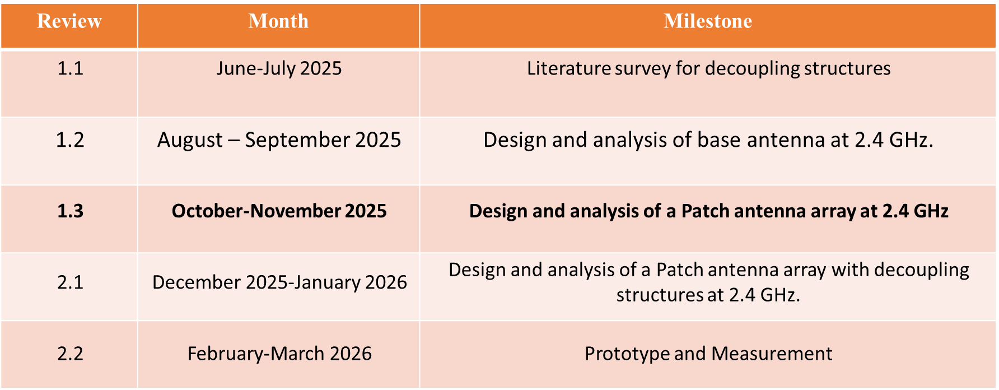 Review Month Milestone
1.1 June-July 2025 Literature survey for decoupling structures
1.2 August – September 2025 Design and analysis of base antenna at 2.4 GHz.
1.3 October-November 2025 Design and analysis of a Patch antenna array at 2.4 GHz
2.1 December 2025-January 2026 Design and analysis of a Patch antenna array with decoupling
structures at 2.4 GHz.
2.2 February-March 2026 Prototype and Measurement